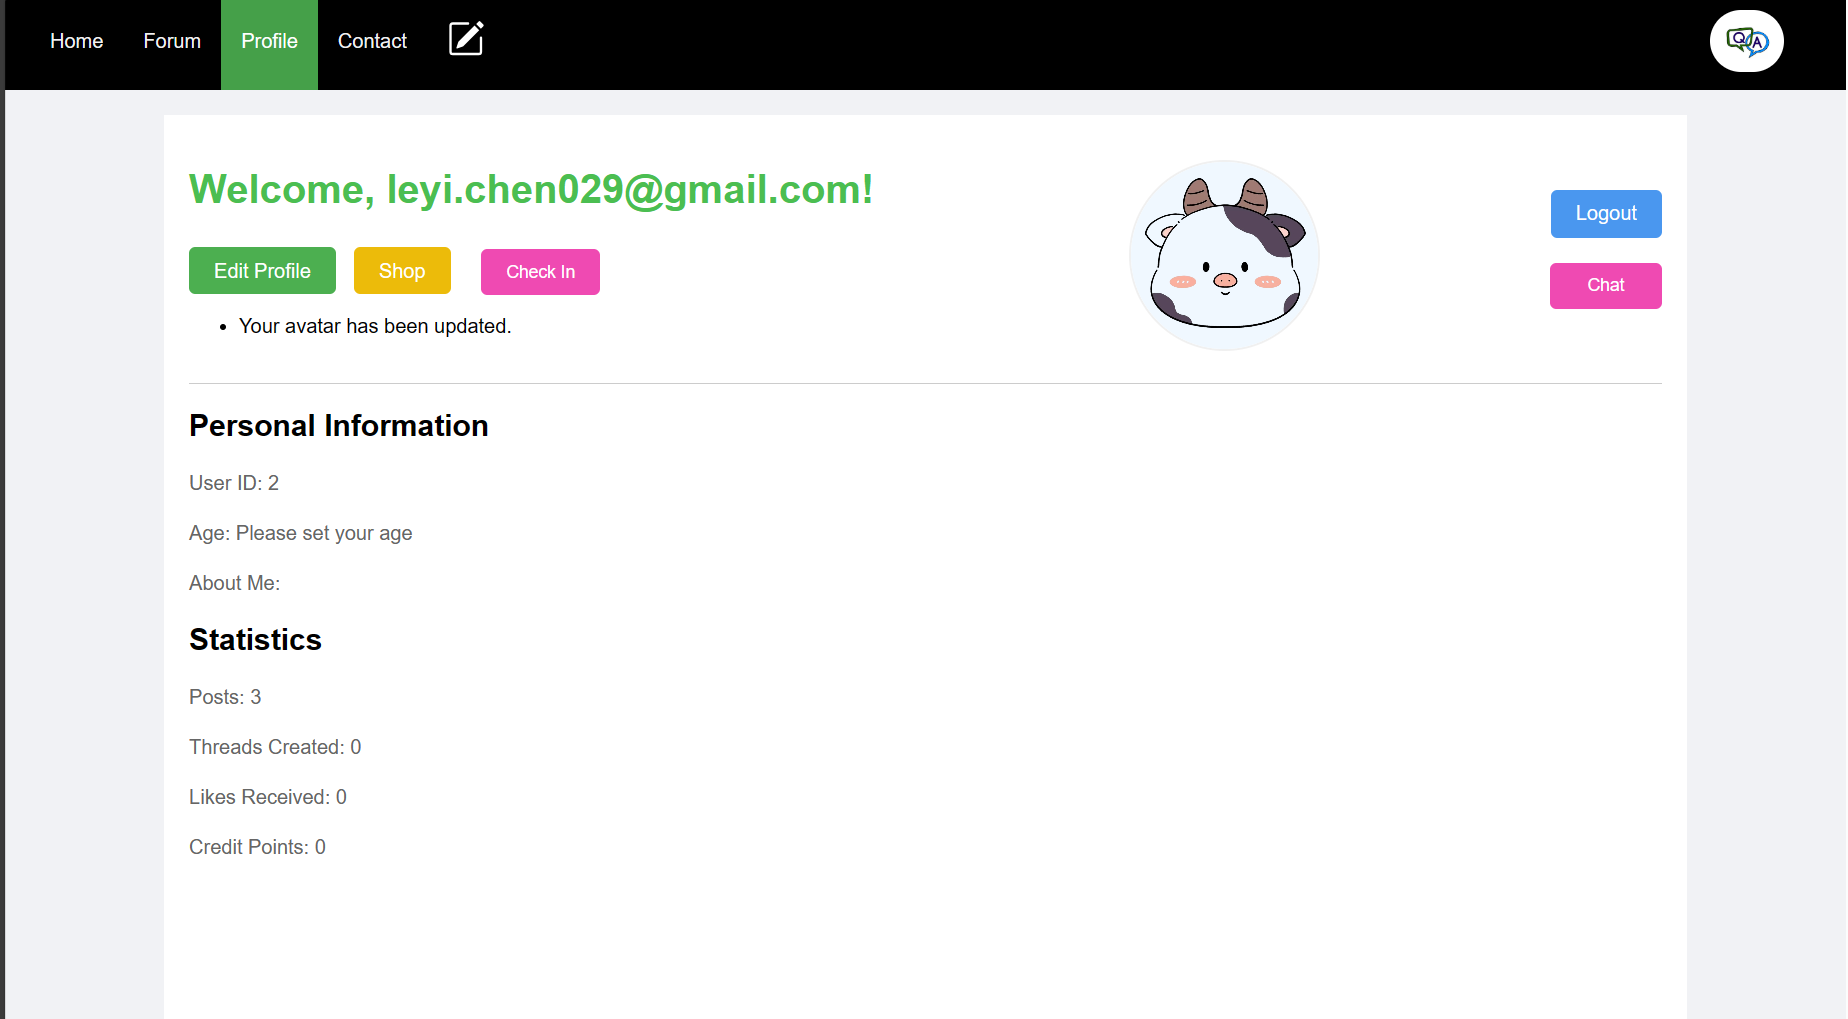 Home Forum Profile Contact
QA
Welcome, leyi.chen029@gmail.com!
Logout
Edit Profile Shop Check In
Chat
• Your avatar has been updated.
Personal Information
User ID: 2
Age: Please set your age
About Me:
Statistics
Posts: 3
Threads Created: 0
Likes Received: 0
Credit Points: 0